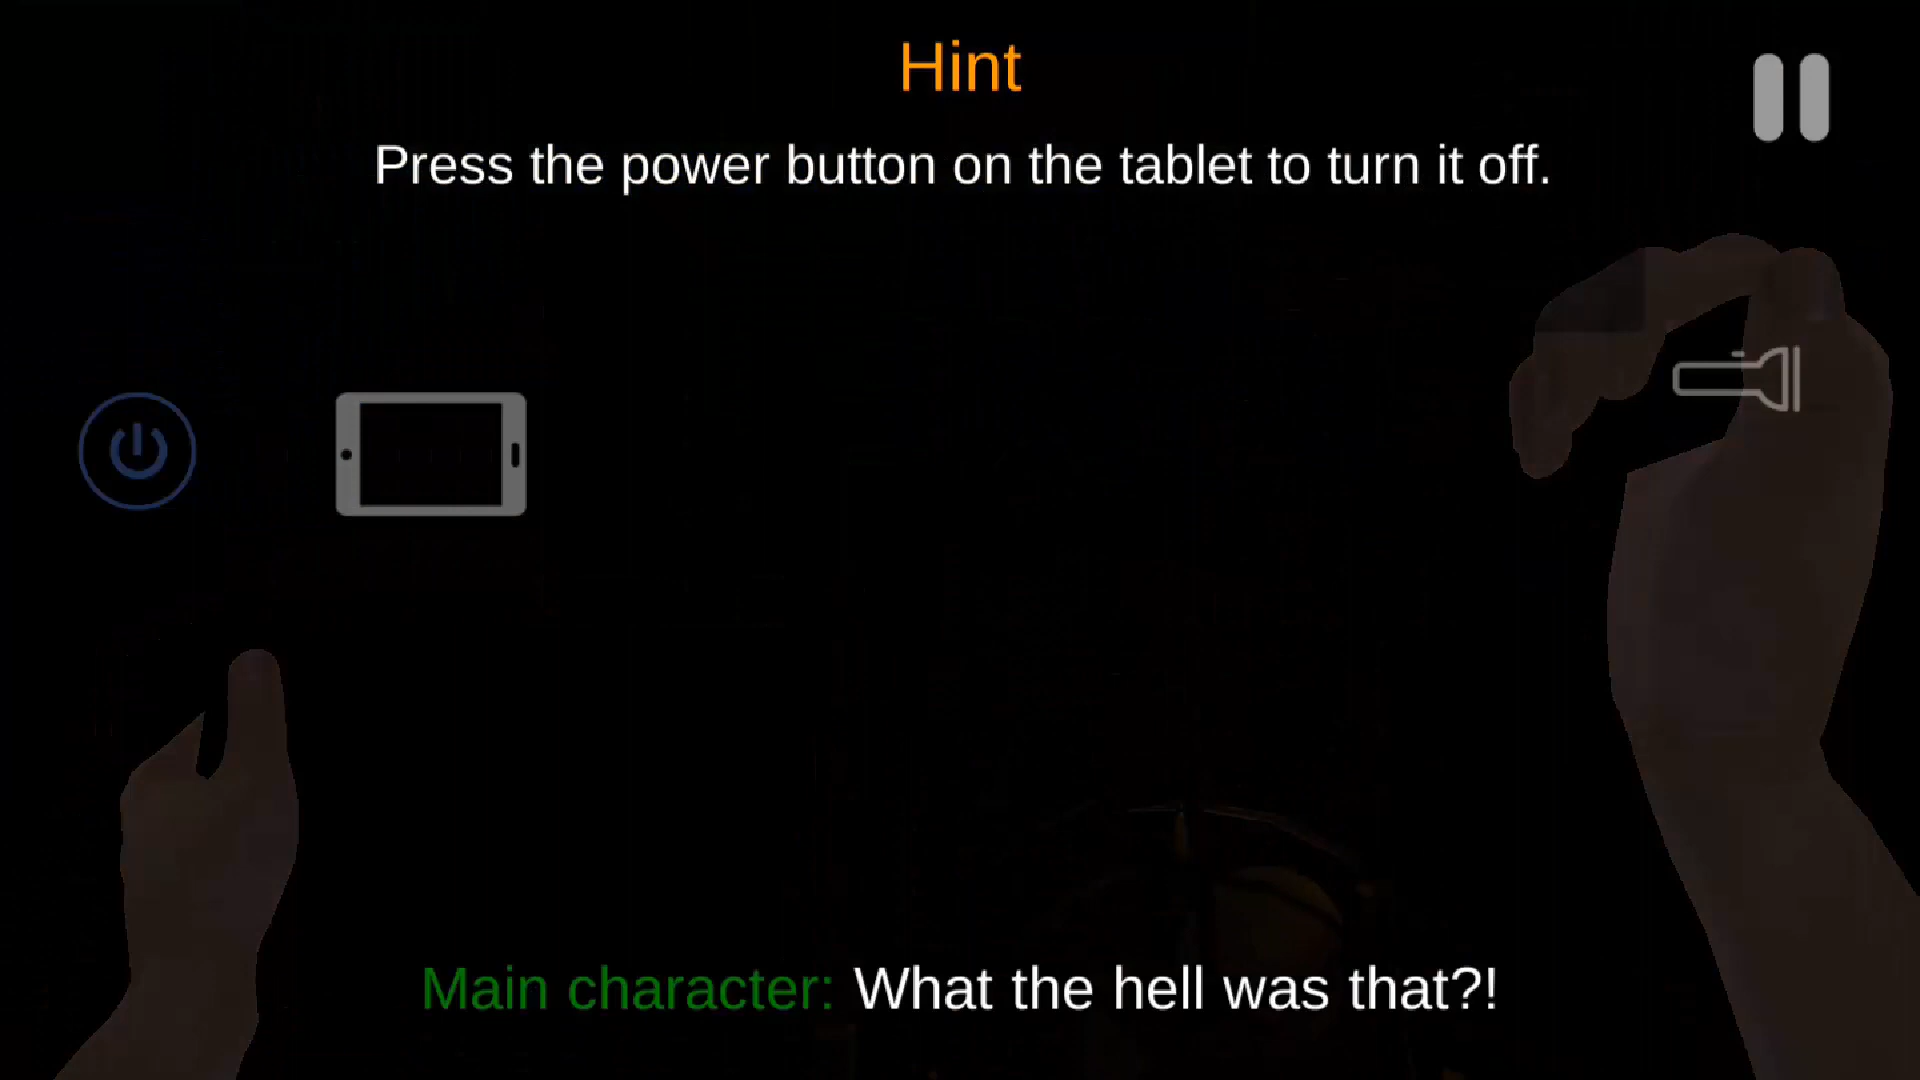 Hint
Press the power button on the tablet to turn it off.
Main character: What the hell was that?!